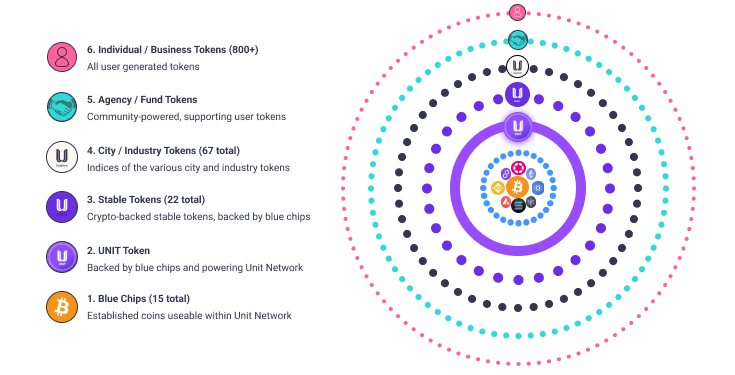 6. Individual / Business Tokens (800+)
All user generated tokens
5. Agency / Fund Tokens
Community-powered, supporting user tokens
4. City / Industry Tokens (67 total)
Indices of the various city and industry tokens
3. Stable Tokens (22 total)
Crypto-backed stable tokens, backed by blue chips
2. UNIT Token
Backed by blue chips and powering Unit Network
1. Blue Chips (15 total)
Established coins useable within Unit Network